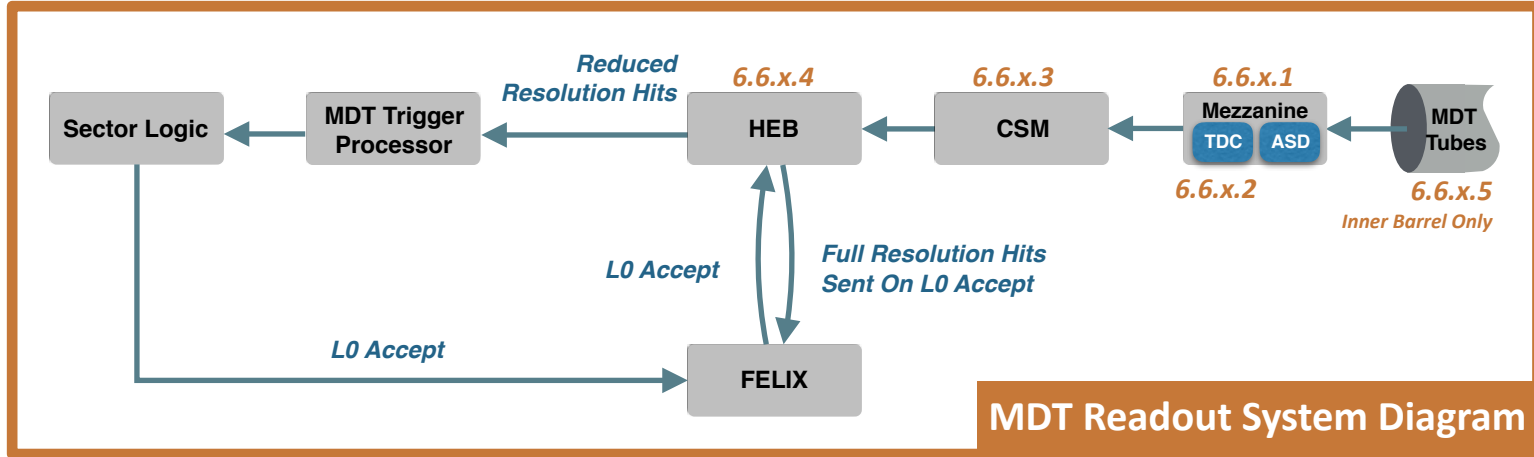 Reduced
Resolution Hits
6.6.x.4
6.6.x.3
6.6.x.1
Sector Logic
MDT Trigger
Processor
HEB
CSM
Mezzanine
TDC
ASD
MDT
Tubes
6.6.x.2
6.6.x.5
Inner Barrel Only
L0 Accept
Full Resolution Hits
Sent On L0 Accept
L0 Accept
FELIX
MDT Readout System Diagram